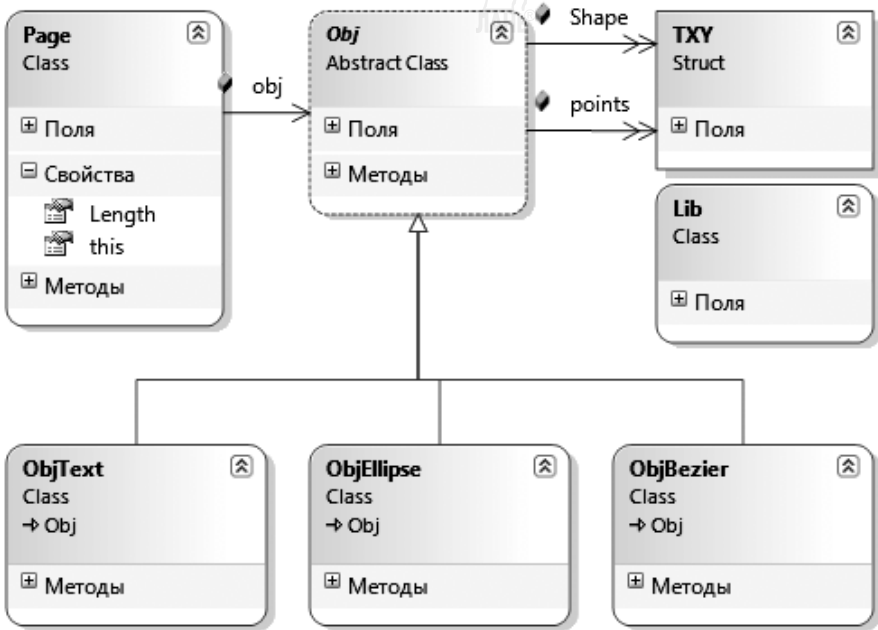 Page
Class
Поля
Свойства
Length
this
Методы
obj
Obj
Abstract Class
Поля
Методы
Shape
points
TXY
Struct
Поля
Lib
Class
Поля
ObjText
Class
Obj
Методы
ObjEllipse
Class
Obj
Методы
ObjBezier
Class
Obj
Методы